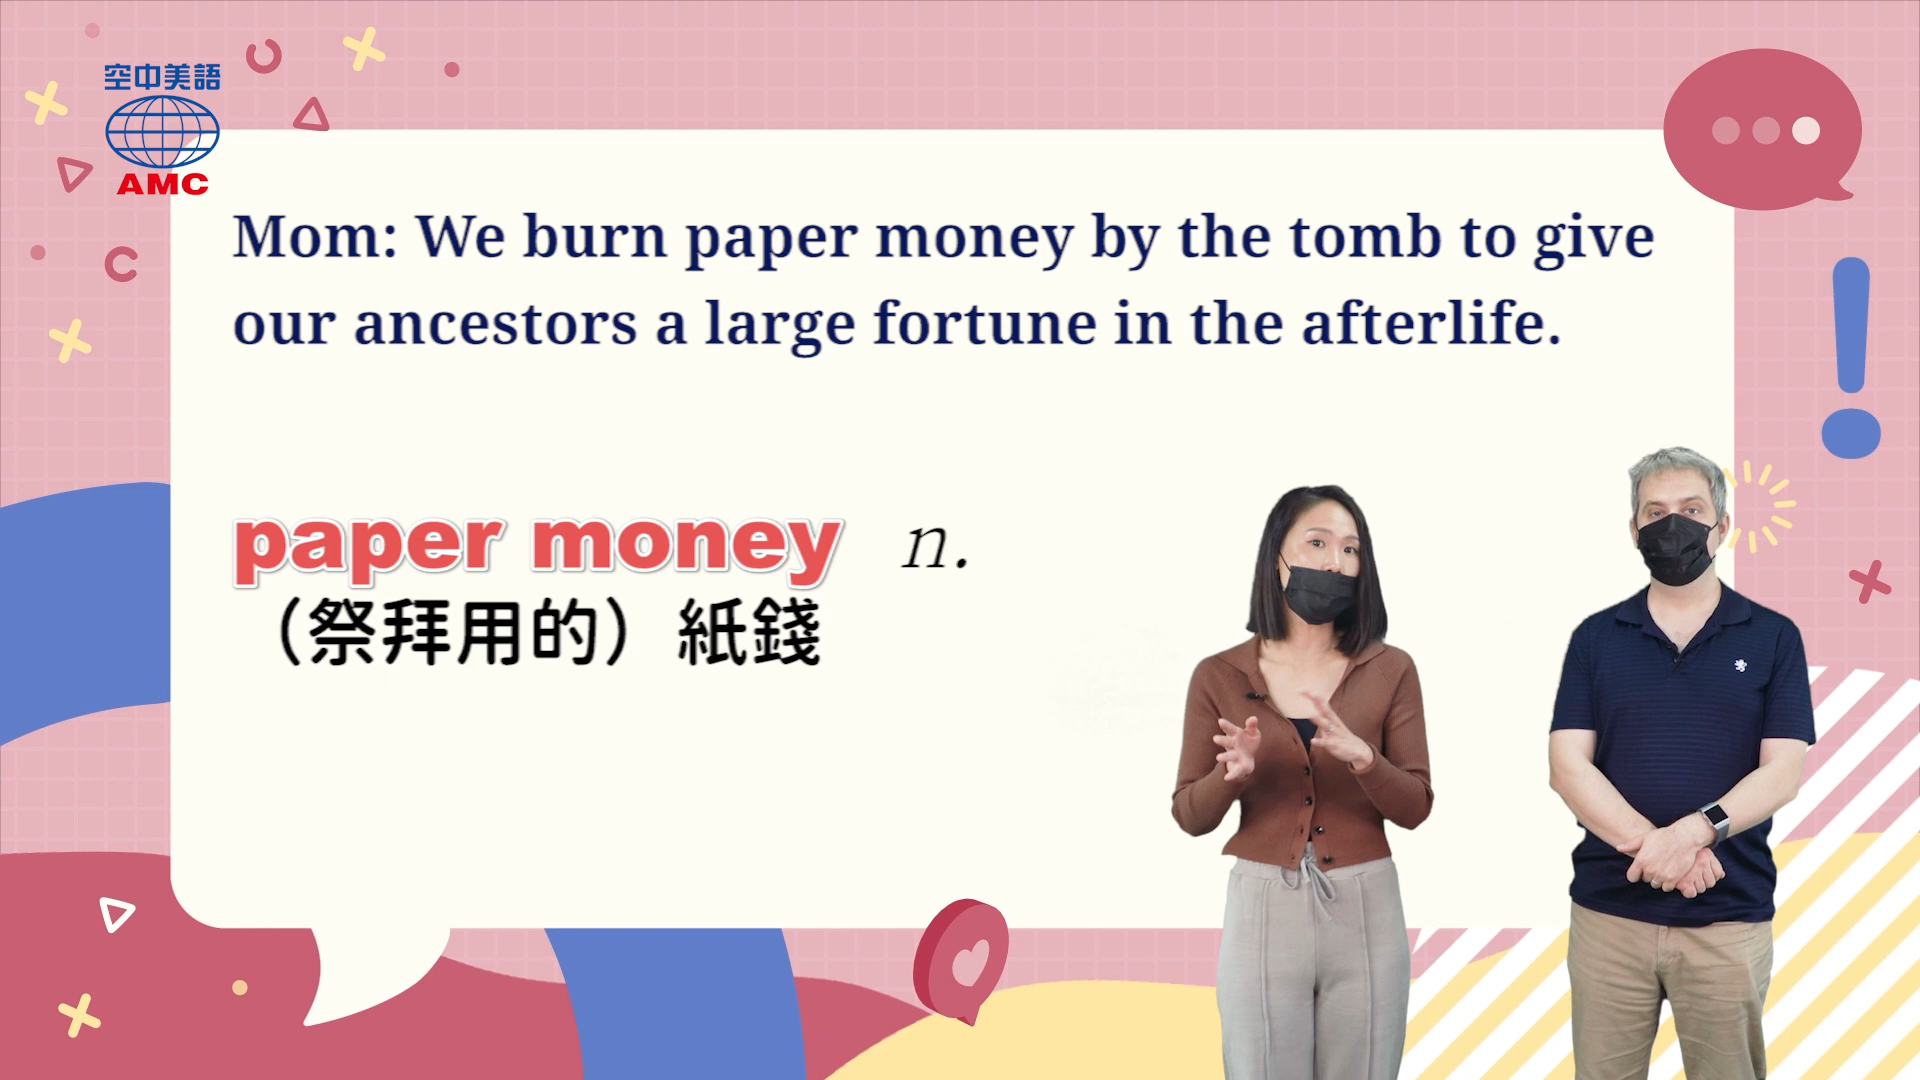 空中美語
AMC
Mom: We burn paper money by the tomb to give
our ancestors a large fortune in the afterlife.
paper money n.
（祭拜用的）紙錢